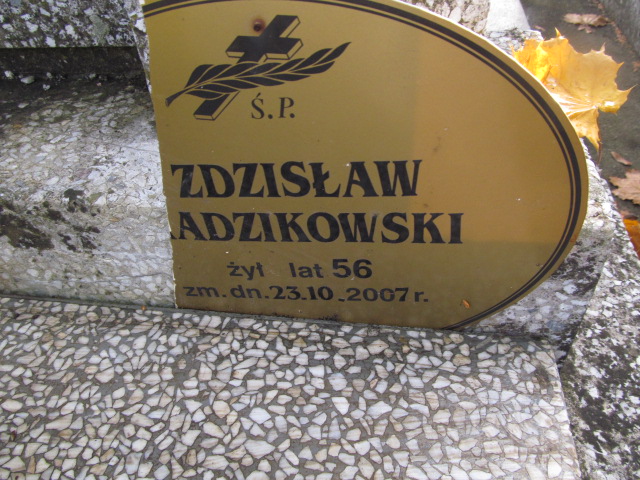 Ś.P.
ZDZISŁAW
ADZIKOWSKI
żył lat 56
zm. dn. 23.10.2007 r.